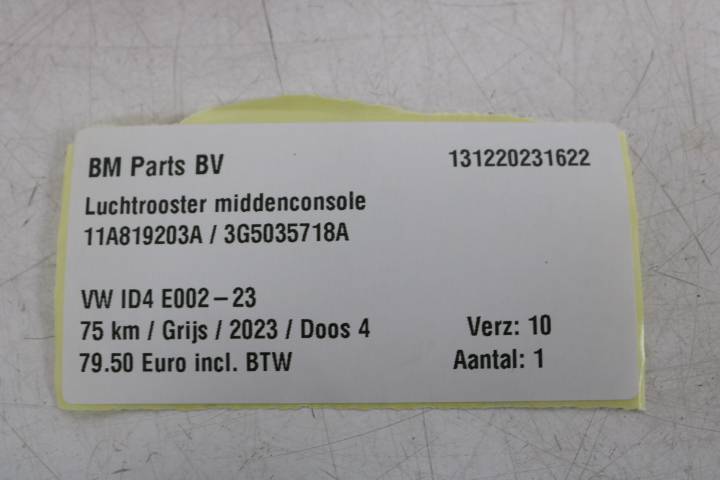 BM Parts BV 131220231622
Luchtrooster middenconsole
11A819203A / 3G5035718A
VW ID4 E002-23
75 km / Grijs / 2023 / Doos 4 Verz: 10
79.50 Euro incl. BTW Aantal: 1